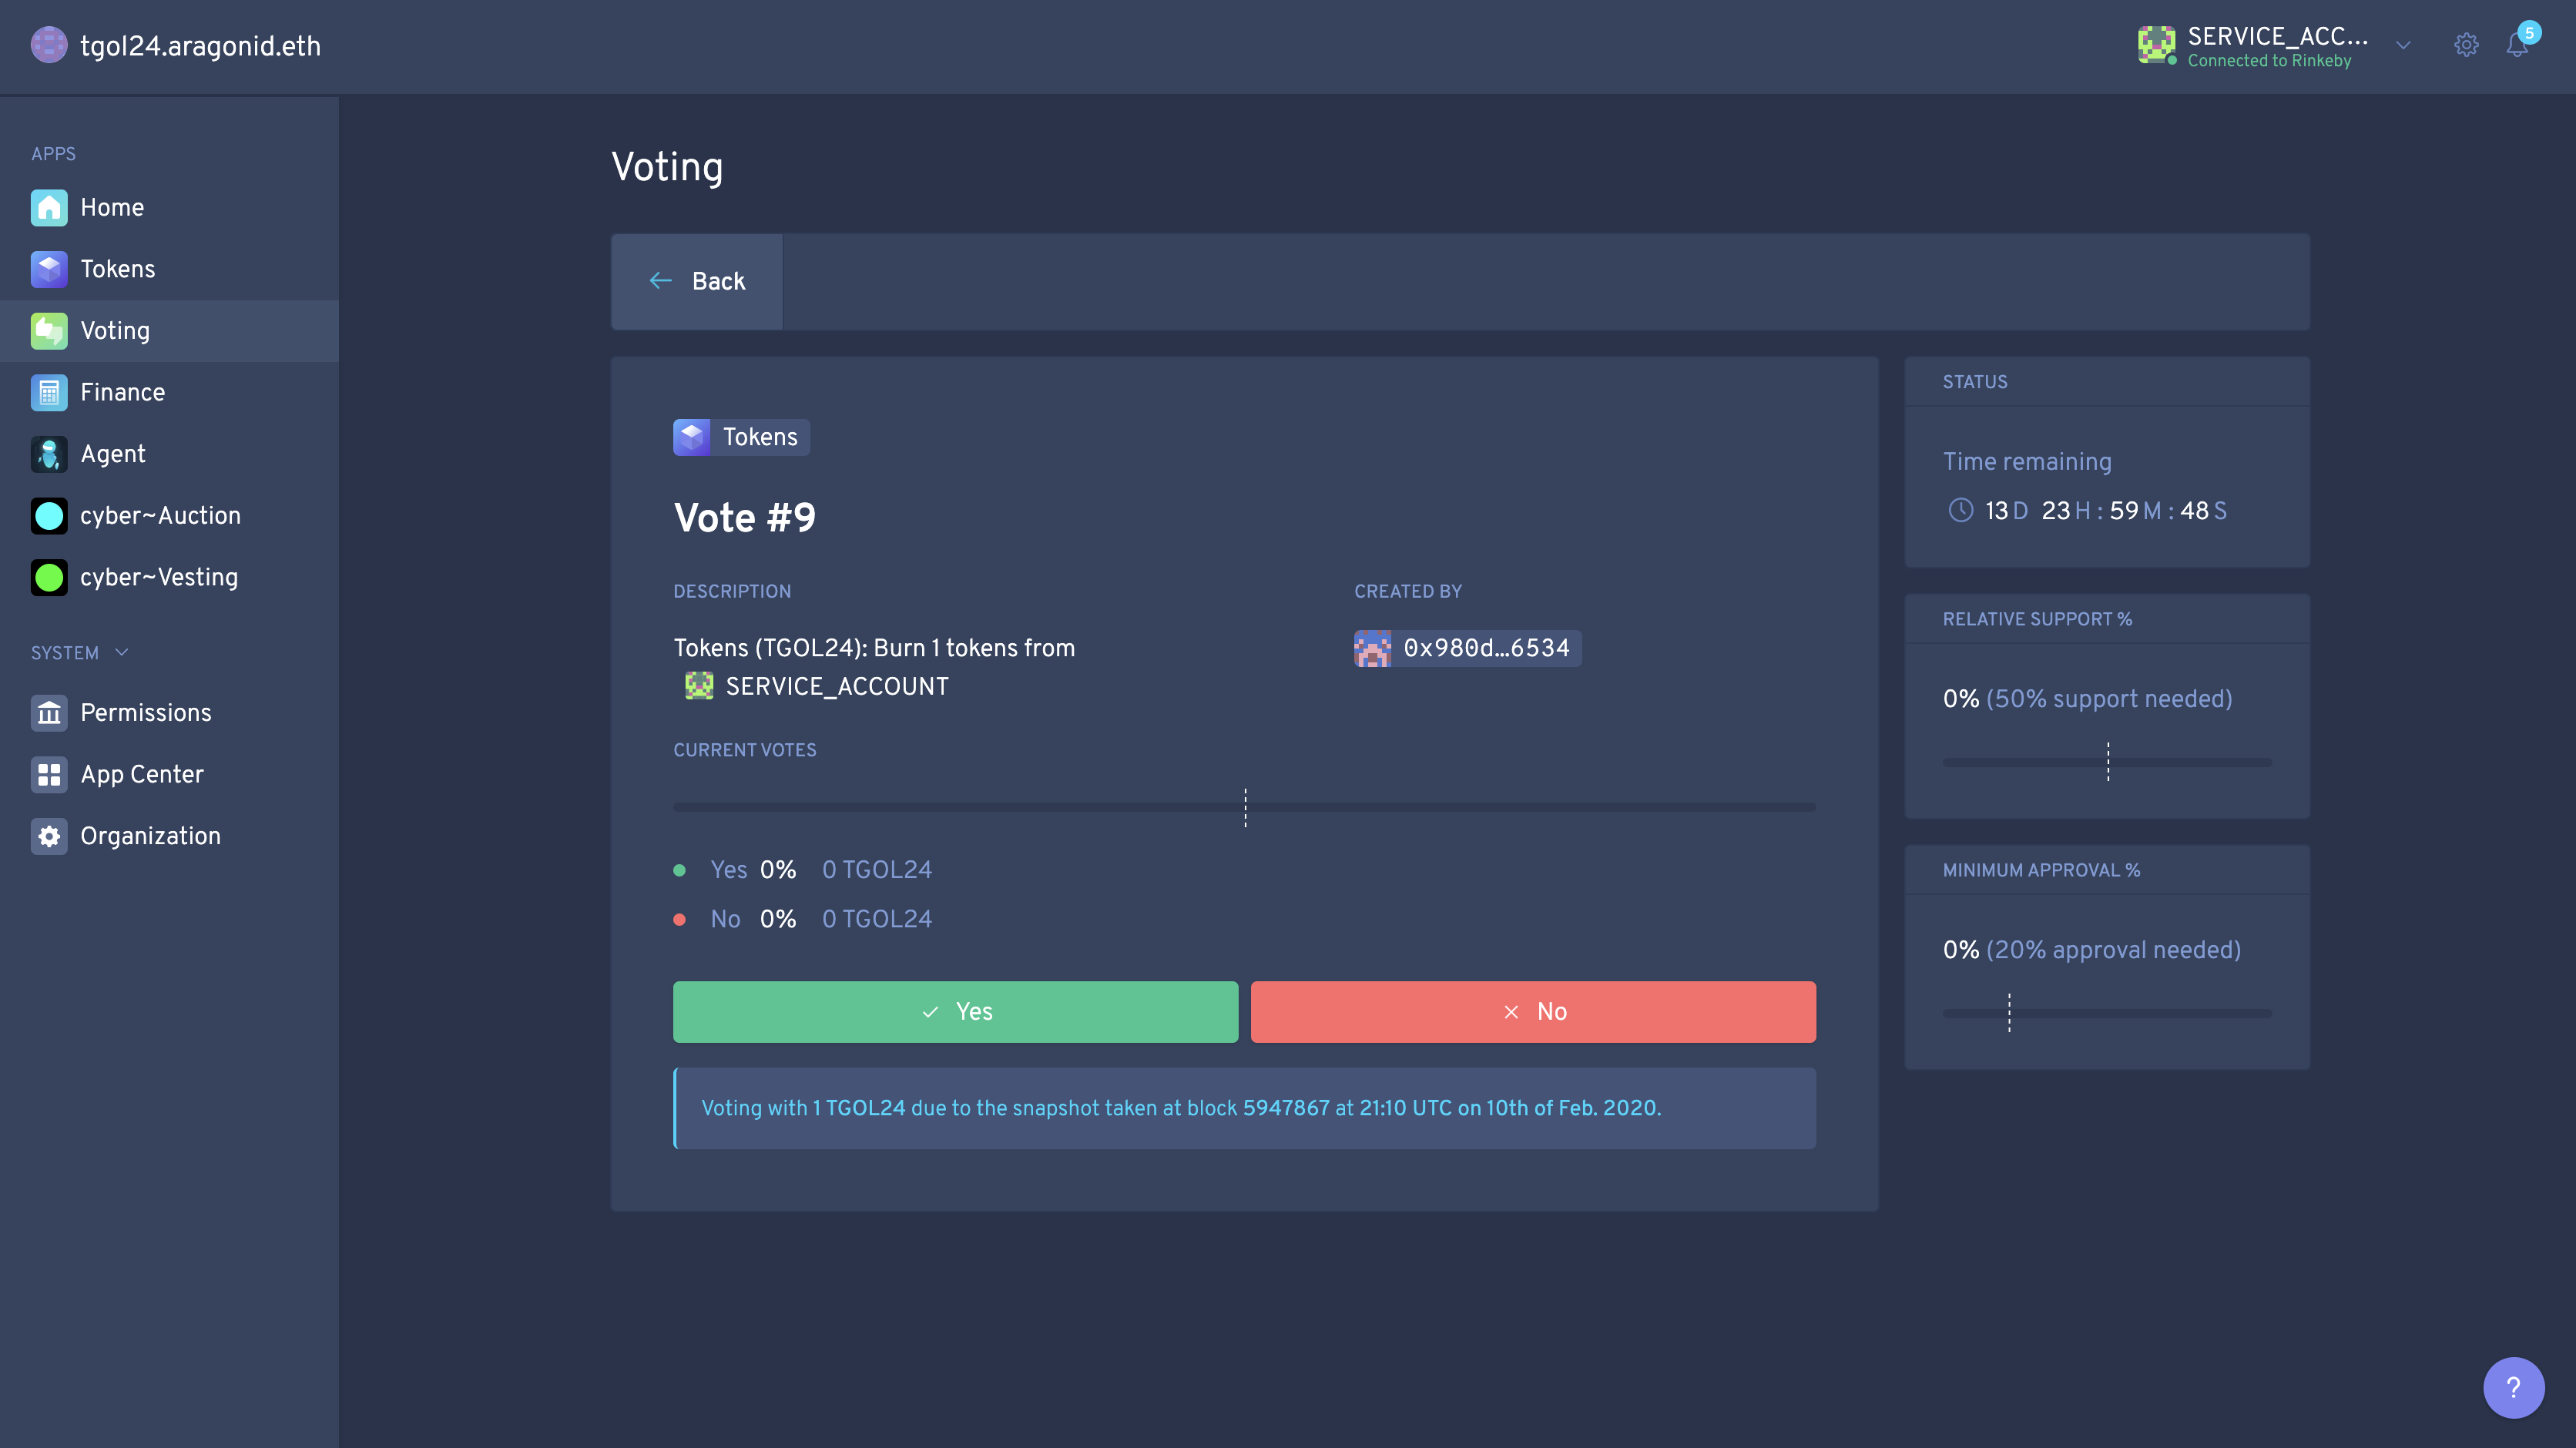 tgol24.aragonid.eth
SERVICE_ACC...
Connected to Rinkeby
5
APPS
Home
Tokens
Voting
Finance
Agent
cyber~Auction
cyber~Vesting
SYSTEM
Permissions
App Center
Organization
Voting
Back
Tokens
Vote #9
DESCRIPTION
Tokens (TGOL24): Burn 1 tokens from
SERVICE_ACCOUNT
CREATED BY
0x980d…6534
CURRENT VOTES
Yes 0% 0 TGOL24
No 0% 0 TGOL24
Yes
No
Voting with 1 TGOL24 due to the snapshot taken at block 5947867 at 21:10 UTC on 10th of Feb. 2020.
STATUS
Time remaining
13 D 23 H : 59 M : 48 S
RELATIVE SUPPORT %
0% (50% support needed)
MINIMUM APPROVAL %
0% (20% approval needed)
?